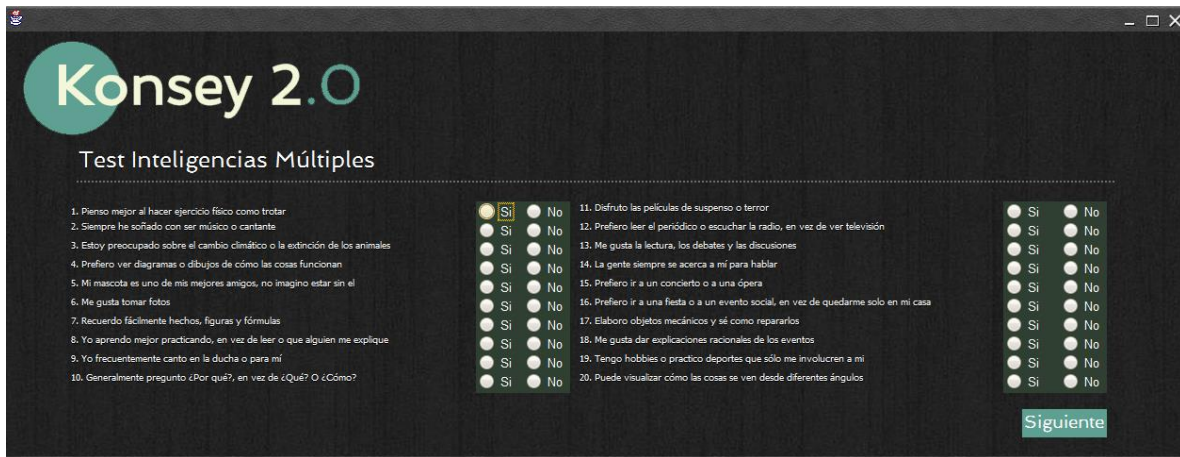 Konsey 2.0
Test Inteligencias Múltiples
1. Pienso mejor al hacer ejercicio físico como trotar Si No
2. Siempre he soñado con ser músico o cantante Si No
3. Estoy preocupado sobre el cambio climático o la extinción de los animales Si No
4. Prefiero ver diagramas o dibujos de cómo las cosas funcionan Si No
5. Mi mascota es uno de mis mejores amigos, no imagino estar sin el Si No
6. Me gusta tomar fotos Si No
7. Recuerdo fácilmente hechos, figuras y fórmulas Si No
8. Yo aprendo mejor practicando, en vez de leer o que alguien me explique Si No
9. Yo frecuentemente canto en la ducha o para mí Si No
10. Generalmente pregunto ¿Por qué?, en vez de ¿Qué? O ¿Cómo? Si No
11. Disfruto las películas de suspenso o terror Si No
12. Prefiero leer el periódico o escuchar la radio, en vez de ver televisión Si No
13. Me gusta la lectura, los debates y las discusiones Si No
14. La gente siempre se acerca a mí para hablar Si No
15. Prefiero ir a un concierto o a una ópera Si No
16. Prefiero ir a una fiesta o a un evento social, en vez de quedarme solo en mi casa Si No
17. Elaboro objetos mecánicos y sé como repararlos Si No
18. Me gusta dar explicaciones racionales de los eventos Si No
19. Tengo hobbies o practico deportes que sólo me involucren a mi Si No
20. Puede visualizar cómo las cosas se ven desde diferentes ángulos Si No
Siguiente